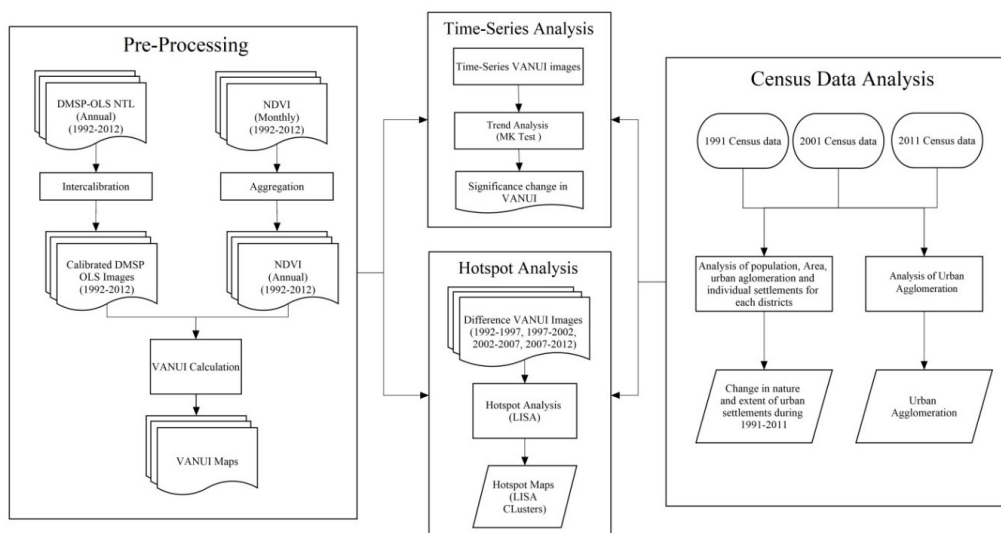 Pre-Processing
DMSP-OLS NTL
(Annual)
(1992-2012)
NDVI
(Monthly)
(1992-2012)
Intercalibration
Aggregation
Calibrated DMSP
OLS Images
(1992-2012)
NDVI
(Annual)
(1992-2012)
VANUI Calculation
VANUI Maps
Time-Series Analysis
Time-Series VANUI images
Trend Analysis
(MK Test )
Significance change in
VANUI
Hotspot Analysis
Difference VANUI Images
(1992-1997, 1997-2002,
2002-2007, 2007-2012)
Hotspot Analysis
(LISA)
Hotspot Maps
(LISA
CLusters)
Census Data Analysis
1991 Census data
2001 Census data
2011 Census data
Analysis of population, Area,
urban aglomeration and
individual settlements for
each districts
Analysis of Urban
Agglomeration
Change in nature
and extent of urban
settlements during
1991-2011
Urban
Agglomeration